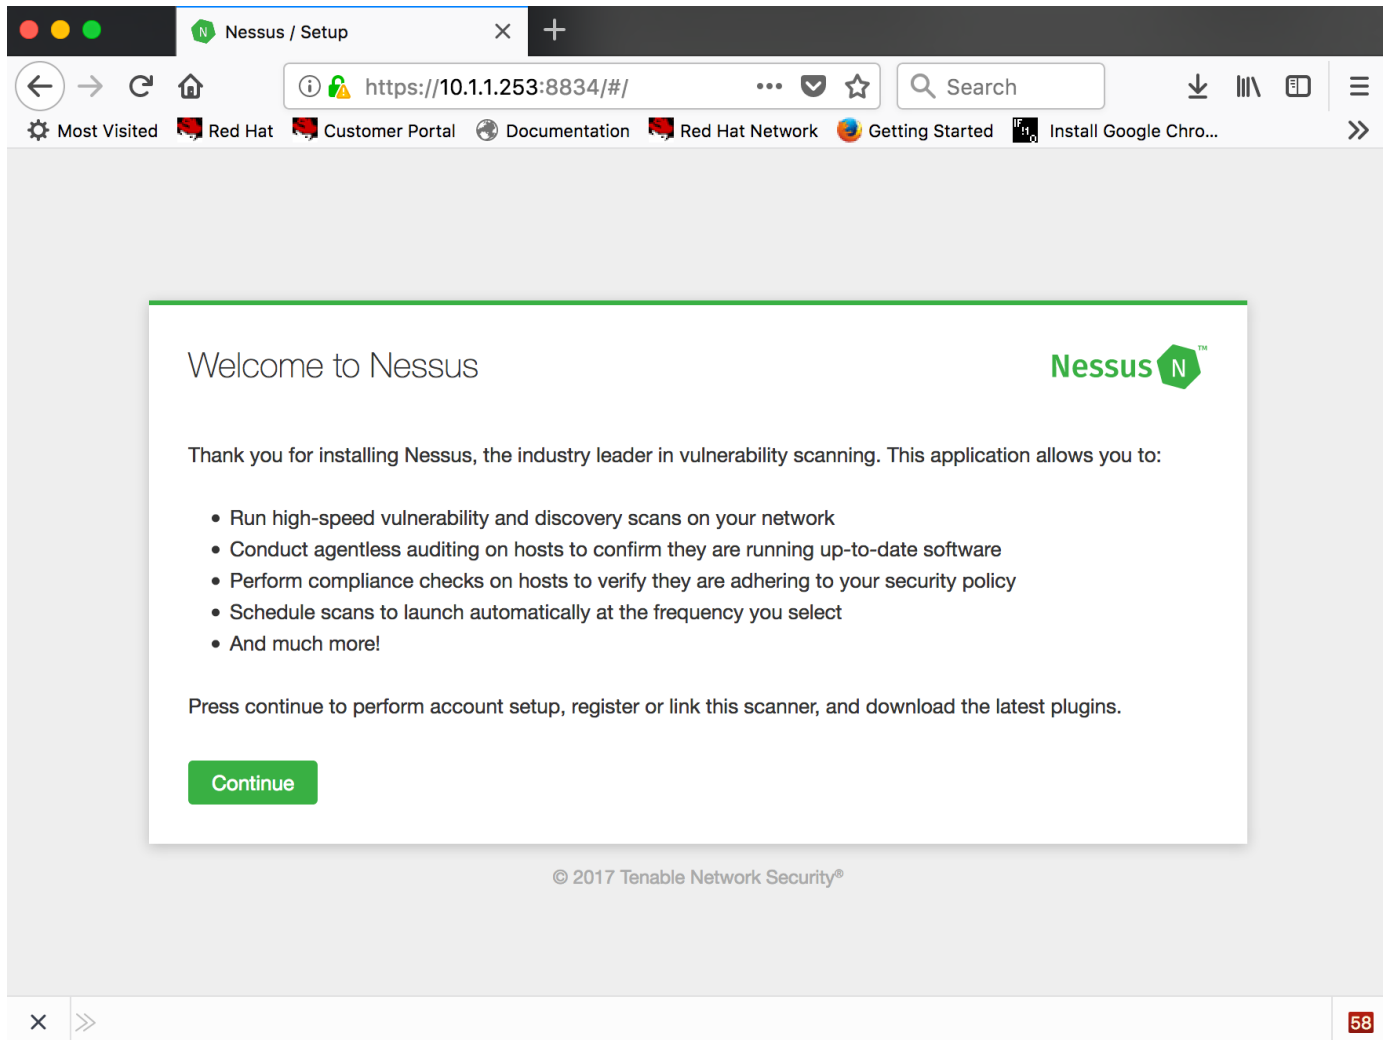 N Nessus / Setup
https://10.1.1.253:8834/#/ Search
Most Visited Red Hat Customer Portal Documentation Red Hat Network Getting Started Install Google Chro...
Welcome to Nessus
Nessus N ™
Thank you for installing Nessus, the industry leader in vulnerability scanning. This application allows you to:
• Run high-speed vulnerability and discovery scans on your network
• Conduct agentless auditing on hosts to confirm they are running up-to-date software
• Perform compliance checks on hosts to verify they are adhering to your security policy
• Schedule scans to launch automatically at the frequency you select
• And much more!
Press continue to perform account setup, register or link this scanner, and download the latest plugins.
Continue
© 2017 Tenable Network Security®
58